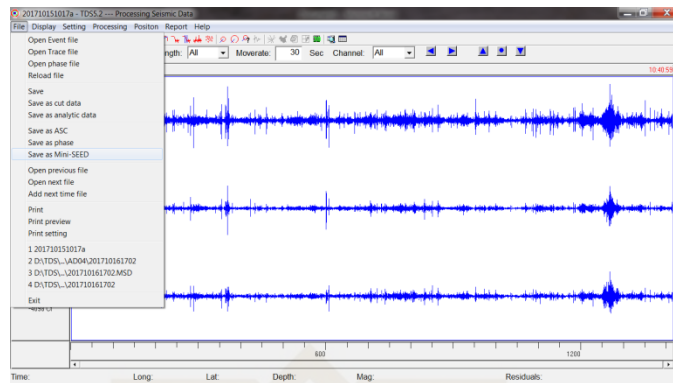 201710151017a - TDS5.2 --- Processing Seismic Data
File Display Setting Processing Positon Report Help
Open Event file
Open Trace file
Open phase file
Reload file
Save
Save as cut data
Save as analytic data
Save as ASC
Save as phase
Save as Mini-SEED
Open previous file
Open next file
Add next time file
Print
Print preview
Print setting
1 201710151017a
2 D:\TDS\...\AD04\201710161702
3 D:\TDS\...\201710161702.MSD
4 D:\TDS\...\201710161702
Exit
ngth: All Moverate: 30 Sec Channel: All
10:40:59
600 1200
Time: Long: Lat: Depth: Mag: Residuals: